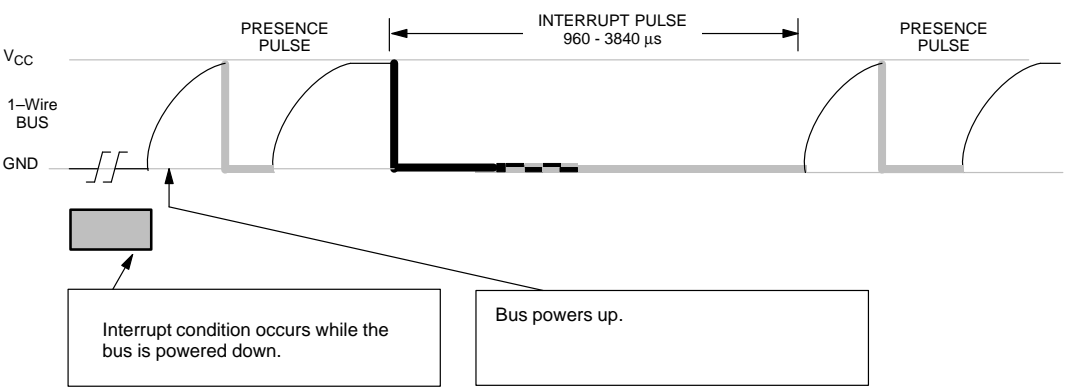 PRESENCE
PULSE
INTERRUPT PULSE
960 - 3840 µs
PRESENCE
PULSE
VCC
1–Wire
BUS
GND
Interrupt condition occurs while the
bus is powered down.
Bus powers up.